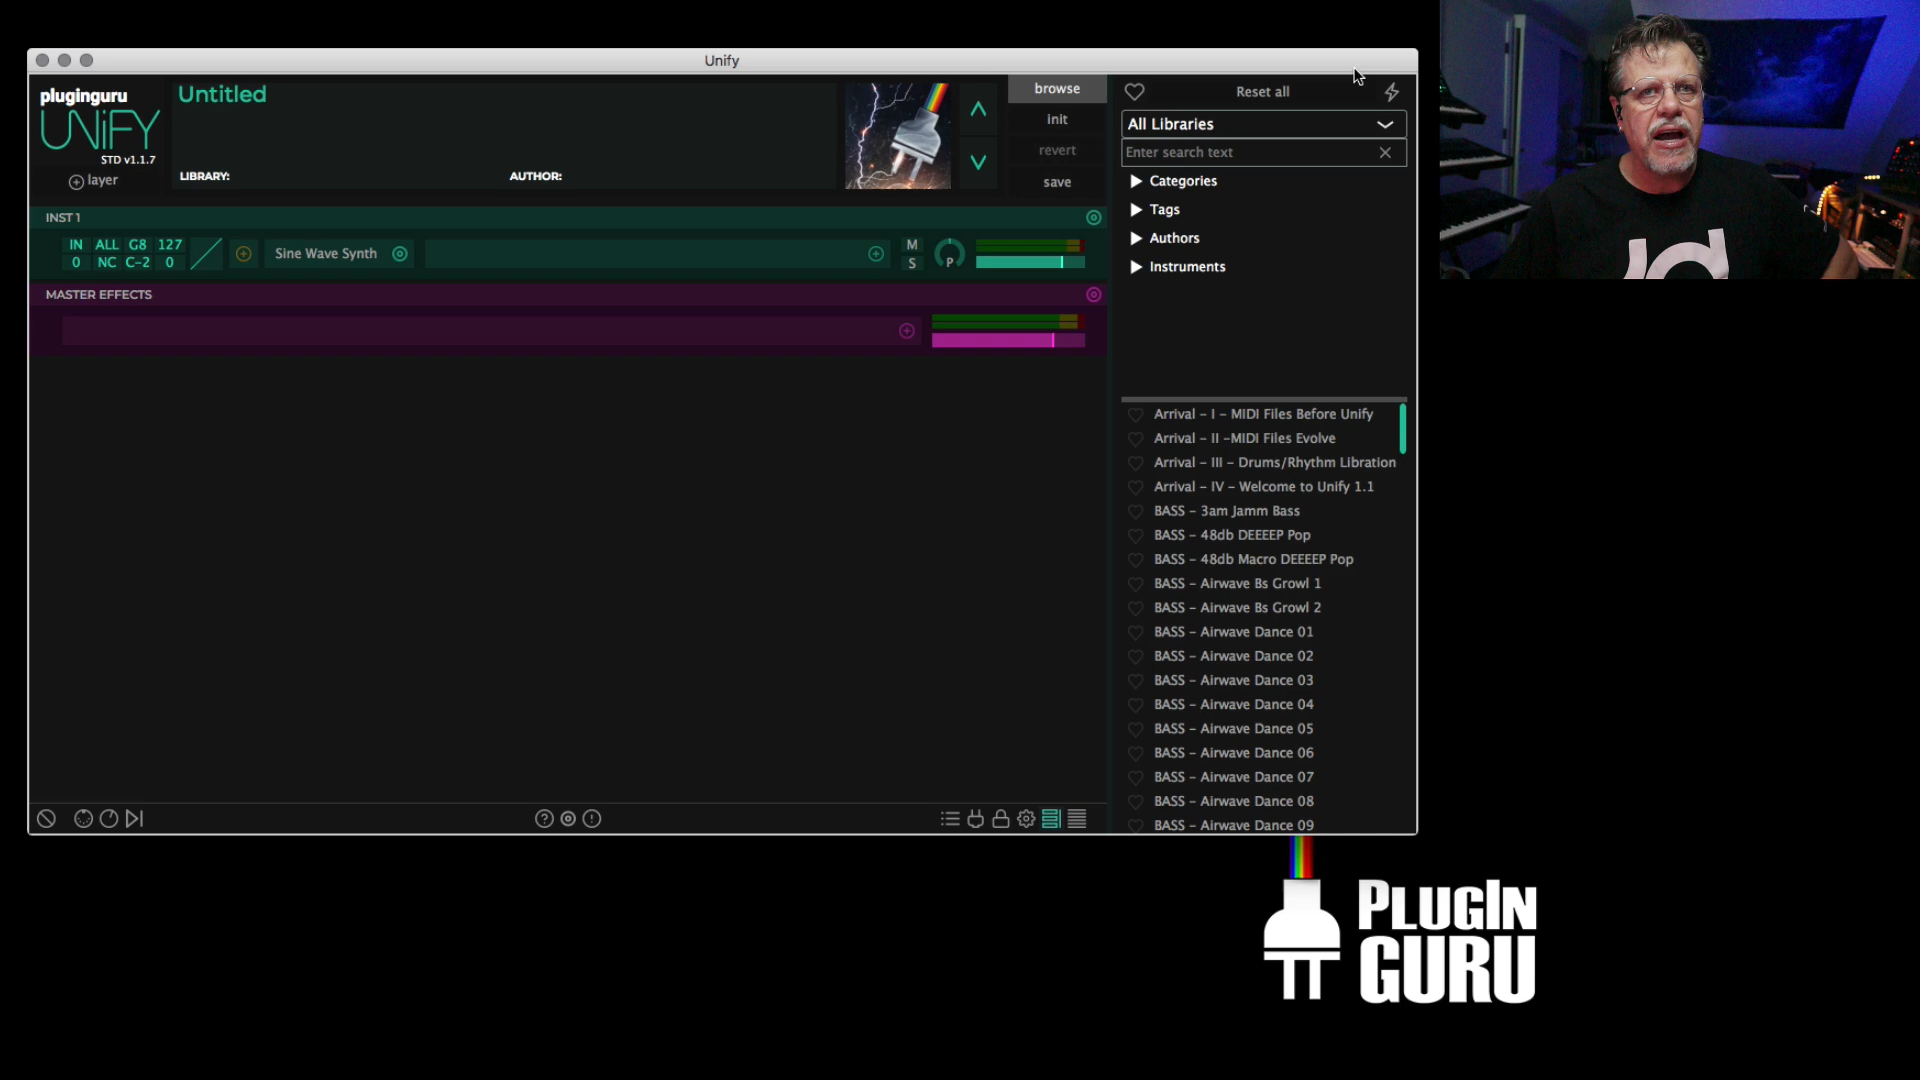 Unify
pluginguru
UNiFY
STD v1.1.7
layer
Untitled
LIBRARY:
AUTHOR:
browse
init
revert
save
Reset all
All Libraries
Enter search text
Categories
Tags
Authors
Instruments
INST 1
IN ALL G8 127
0 NC C-2 0
Sine Wave Synth
M
S
P
MASTER EFFECTS
Arrival - I - MIDI Files Before Unify
Arrival - II -MIDI Files Evolve
Arrival - III - Drums/Rhythm Libration
Arrival - IV - Welcome to Unify 1.1
BASS - 3am Jamm Bass
BASS - 48db DEEEEP Pop
BASS - 48db Macro DEEEEP Pop
BASS - Airwave Bs Growl 1
BASS - Airwave Bs Growl 2
BASS - Airwave Dance 01
BASS - Airwave Dance 02
BASS - Airwave Dance 03
BASS - Airwave Dance 04
BASS - Airwave Dance 05
BASS - Airwave Dance 06
BASS - Airwave Dance 07
BASS - Airwave Dance 08
BASS - Airwave Dance 09
PLUGIN
GURU